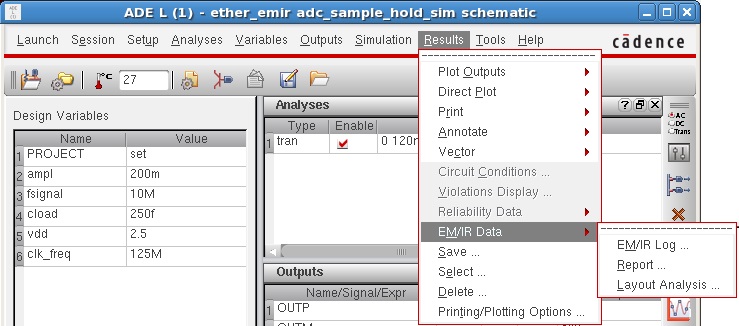 ADE L (1) - ether_emir adc_sample_hold_sim schematic
Launch Session Setup Analyses Variables Outputs Simulation Results Tools Help
cādence
°C 27
Design Variables
Name Value
1 PROJECT set
2 ampl 200m
3 fsignal 10M
4 cload 250f
5 vdd 2.5
6 clk_freq 125M
Analyses
Type Enable
1 tran 0 120n
Outputs
Name/Signal/Expr
OUTP
Plot Outputs
Direct Plot
Print
Annotate
Vector
Circuit Conditions ...
Violations Display ...
Reliability Data
EM/IR Data
Save ...
Select ...
Delete ...
Printing/Plotting Options ...
EM/IR Log ...
Report ...
Layout Analysis ...
AC
DC
Trans